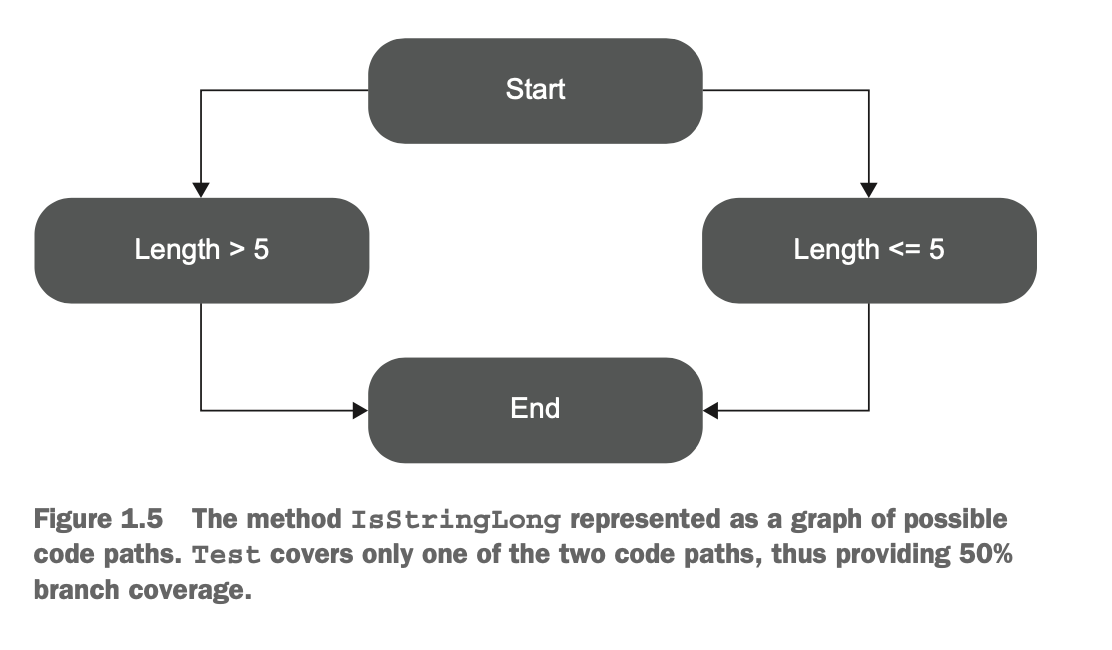 Start
Length > 5
Length <= 5
End
Figure 1.5 The method IsStringLong represented as a graph of possible
code paths. Test covers only one of the two code paths, thus providing 50%
branch coverage.